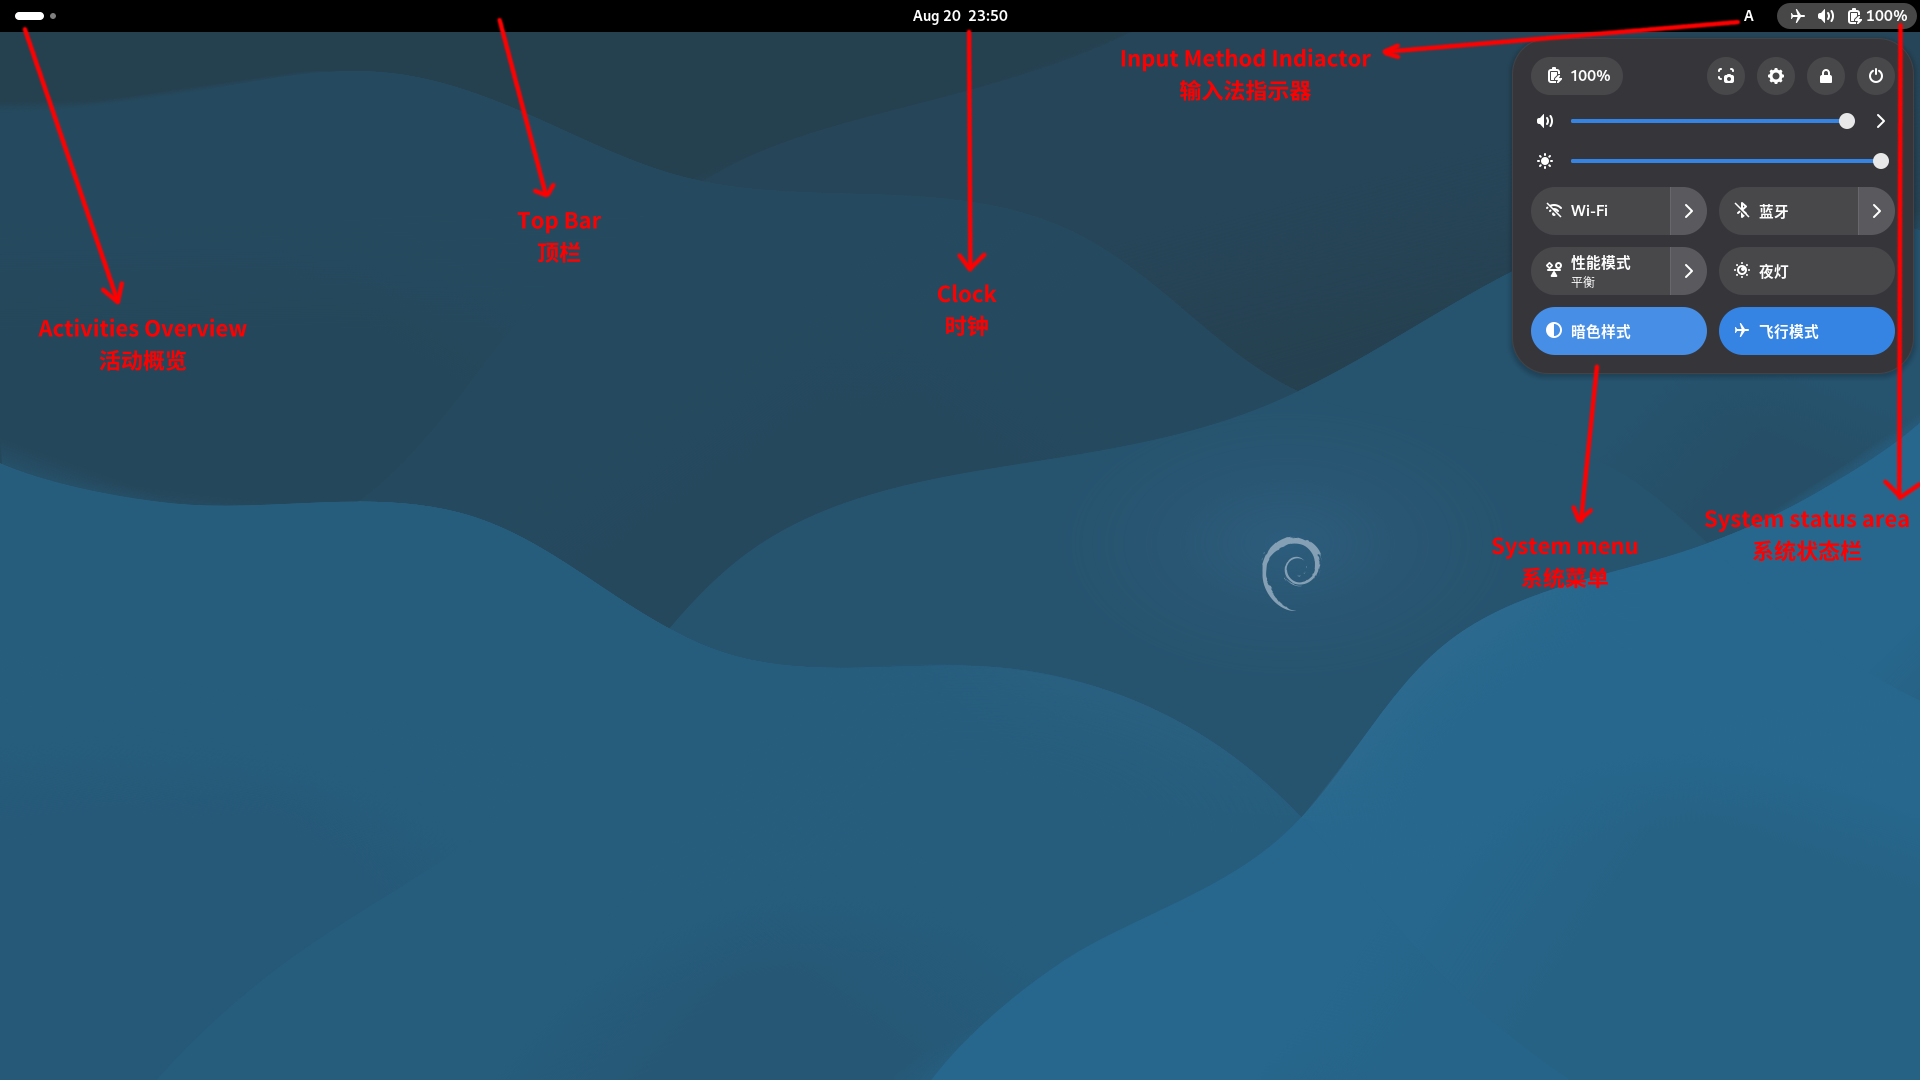 Aug 20 23:50
A
100%
Input Method Indiactor
输入法指示器
100%
Wi-Fi
蓝牙
性能模式
平衡
夜灯
暗色样式
飞行模式
Top Bar
顶栏
Clock
时钟
Activities Overview
活动概览
System menu
系统菜单
System status area
系统状态栏